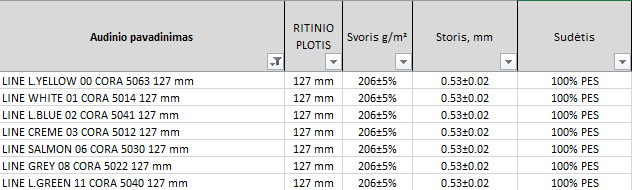 Audinio pavadinimas RITINIO PLOTIS Svoris g/m² Storis, mm Sudėtis
LINE L.YELLOW 00 CORA 5063 127 mm 127 mm 206±5% 0.53±0.02 100% PES
LINE WHITE 01 CORA 5014 127 mm 127 mm 206±5% 0.53±0.02 100% PES
LINE L.BLUE 02 CORA 5041 127 mm 127 mm 206±5% 0.53±0.02 100% PES
LINE CREME 03 CORA 5012 127 mm 127 mm 206±5% 0.53±0.02 100% PES
LINE SALMON 06 CORA 5030 127 mm 127 mm 206±5% 0.53±0.02 100% PES
LINE GREY 08 CORA 5022 127 mm 127 mm 206±5% 0.53±0.02 100% PES
LINE L.GREEN 11 CORA 5040 127 mm 127 mm 206±5% 0.53±0.02 100% PES